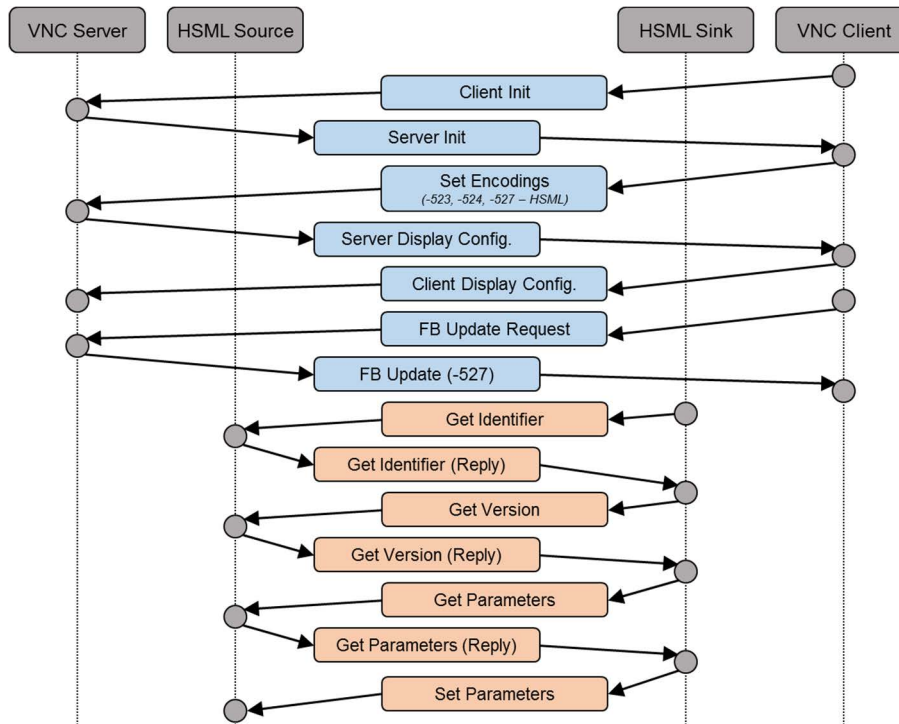 VNC Server
HSML Source
HSML Sink
VNC Client
Client Init
Server Init
Set Encodings
(-523, -524, -527 – HSML)
Server Display Config.
Client Display Config.
FB Update Request
FB Update (-527)
Get Identifier
Get Identifier (Reply)
Get Version
Get Version (Reply)
Get Parameters
Get Parameters (Reply)
Set Parameters